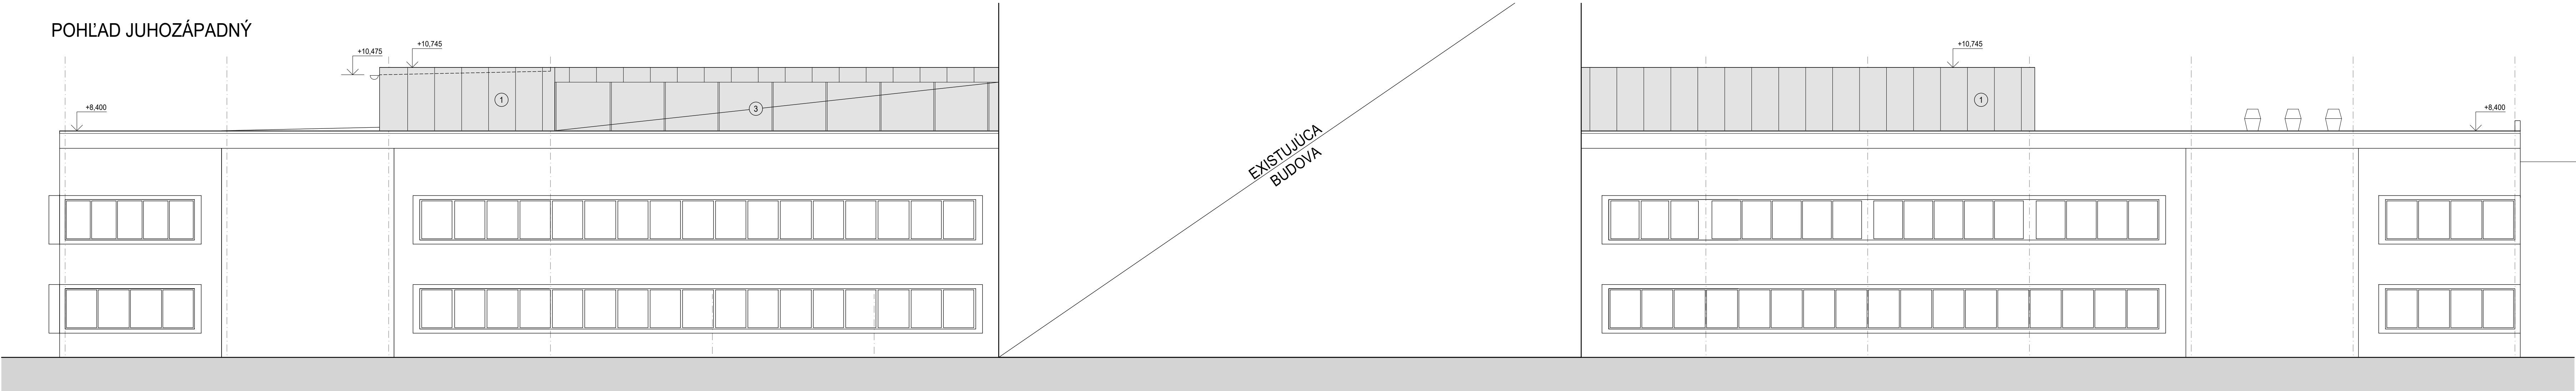 POHĽAD JUHOZÁPADNÝ
+10,475
+10,745
+10,745
+8,400
1
3
1
+8,400
EXISTUJÚCA
BUDOVA